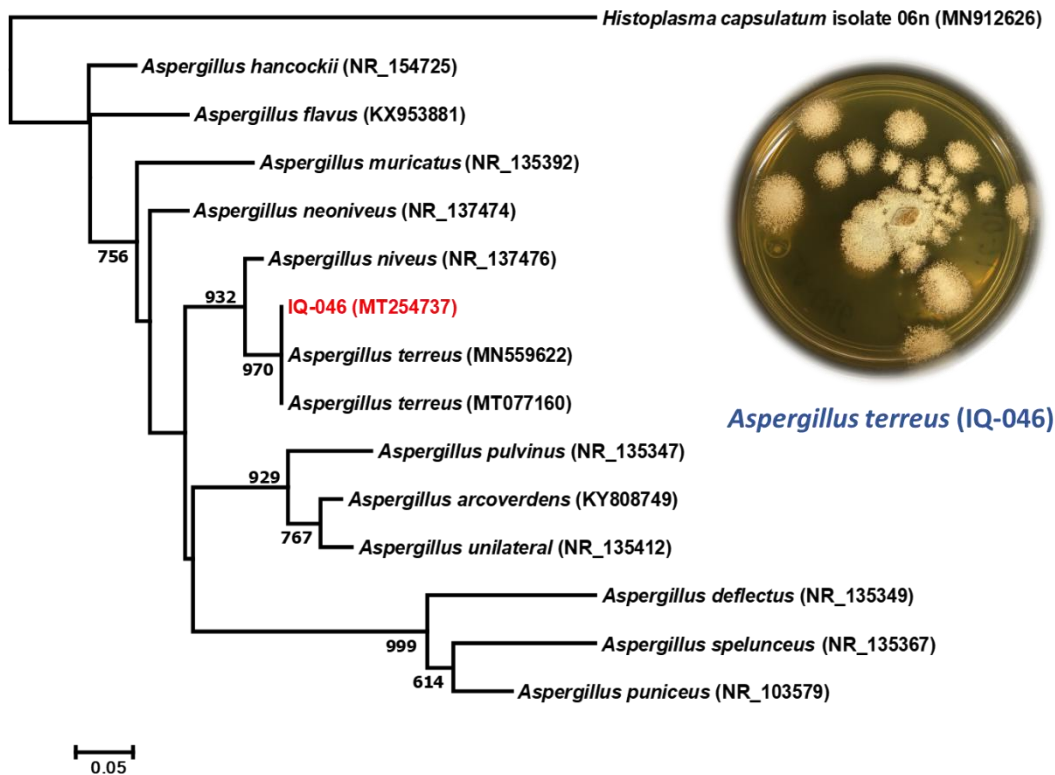 Histoplasma capsulatum isolate 06n (MN912626)
Aspergillus hancockii (NR_154725)
Aspergillus flavus (KX953881)
Aspergillus muricatus (NR_135392)
Aspergillus neoniveus (NR_137474)
756
Aspergillus niveus (NR_137476)
932
IQ-046 (MT254737)
Aspergillus terreus (MN559622)
970
Aspergillus terreus (MT077160)
Aspergillus terreus (IQ-046)
Aspergillus pulvinus (NR_135347)
929
Aspergillus arcoverdens (KY808749)
767
Aspergillus unilateral (NR_135412)
Aspergillus deflectus (NR_135349)
999
Aspergillus spelunceus (NR_135367)
614
Aspergillus puniceus (NR_103579)
0.05